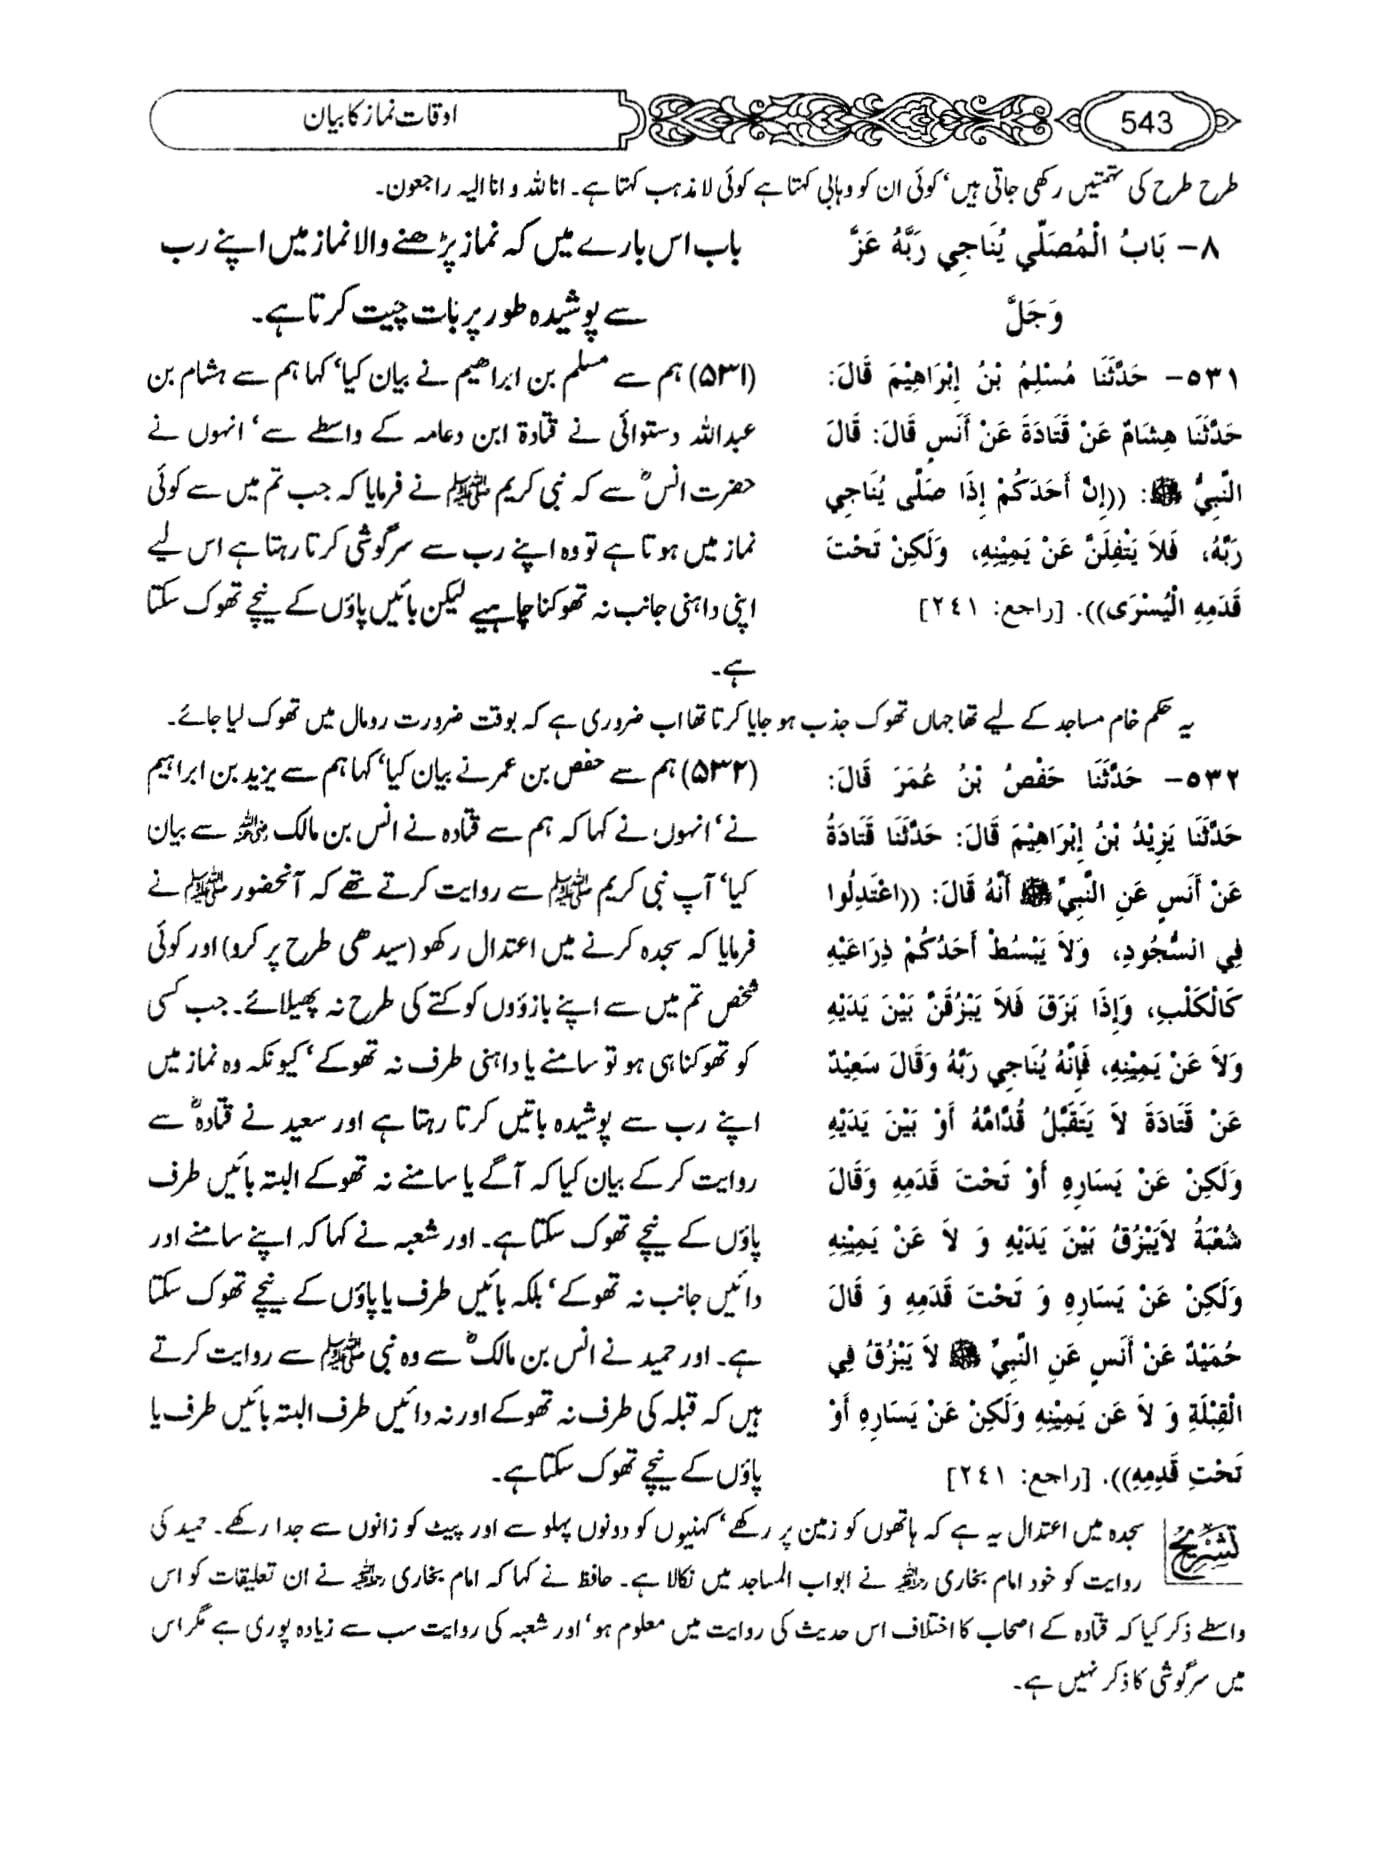 543
اوقات نماز کا بیان
طرح طرح کی تہمتیں رکھی جاتی ہیں‘ کوئی ان کو وہابی کہتا ہے کوئی لا مذہب کہتا ہے۔ انا للہ و انا الیہ راجعون۔
٨- بَابُ الْمُصَلِّي يُنَاجِي رَبَّهُ عَزَّ
وَجَلَّ
باب اس بارے میں کہ نماز پڑھنے والا نماز میں اپنے رب
سے پوشیدہ طور پر بات چیت کرتا ہے۔
٥٣١- حَدَّثَنَا مُسْلِمُ بْنُ إِبْرَاهِيْمَ قَالَ:
حَدَّثَنَا هِشَامٌ عَنْ قَتَادَةَ عَنْ أَنَسٍ قَالَ: قَالَ
النَّبِيُّ ﷺ: ((إِنَّ أَحَدَكُمْ إِذَا صَلَّى يُنَاجِي
رَبَّهُ، فَلاَ يَتْفِلَنَّ عَنْ يَمِيْنِهِ، وَلَكِنْ تَحْتَ
قَدَمِهِ الْيُسْرَى)). [راجع: ٢٤١]
(۵۳۱) ہم سے مسلم بن ابراھیم نے بیان کیا‘ کہا ہم سے ہشام بن
عبداللہ دستوائی نے قتادۃ ابن دعامہ کے واسطے سے‘ انہوں نے
حضرت انسؓ سے کہ نبی کریم ﷺ نے فرمایا کہ جب تم میں سے کوئی
نماز میں ہوتا ہے تو وہ اپنے رب سے سرگوشی کرتا رہتا ہے اس لیے
اپنی داہنی جانب نہ تھوکنا چاہیے لیکن بائیں پاؤں کے نیچے تھوک سکتا
ہے۔
یہ حکم خام مساجد کے لیے تھا جہاں تھوک جذب ہو جایا کرتا تھا اب ضروری ہے کہ بوقت ضرورت رومال میں تھوک لیا جائے۔
٥٣٢- حَدَّثَنَا حَفْصُ بْنُ عُمَرَ قَالَ:
حَدَّثَنَا يَزِيْدُ بْنُ إِبْرَاهِيْمَ قَالَ: حَدَّثَنَا قَتَادَةُ
عَنْ أَنَسٍ عَنِ النَّبِيِّ ﷺ أَنَّهُ قَالَ: ((اعْتَدِلُوا
فِي السُّجُودِ، وَلاَ يَبْسُطْ أَحَدُكُمْ ذِرَاعَيْهِ
كَالْكَلْبِ، وَإِذَا بَزَقَ فَلاَ يَبْزُقَنَّ بَيْنَ يَدَيْهِ
وَلاَ عَنْ يَمِيْنِهِ، فَإِنَّهُ يُنَاجِي رَبَّهُ وَقَالَ سَعِيْدٌ
عَنْ قَتَادَةَ لاَ يَتَفَّلُ قُدَّامَهُ أَوْ بَيْنَ يَدَيْهِ
وَلَكِنْ عَنْ يَسَارِهِ أَوْ تَحْتَ قَدَمِهِ وَقَالَ
شُعْبَةُ لاَيَبْزُقُ بَيْنَ يَدَيْهِ وَ لاَ عَنْ يَمِيْنِهِ
وَلَكِنْ عَنْ يَسَارِهِ وَ تَحْتَ قَدَمِهِ وَ قَالَ
حُمَيْدٌ عَنْ أَنَسٍ عَنِ النَّبِيِّ ﷺ لاَ يَبْزُقُ فِي
الْقِبْلَةِ وَ لاَ عَن يَمِيْنِهِ وَلَكِنْ عَنْ يَسَارِهِ أَوْ
تَحْتَ قَدَمِهِ)). [راجع: ٢٤١]
(۵۳۲) ہم سے حفص بن عمر نے بیان کیا‘ کہا ہم سے یزید بن ابراہیم
نے‘ انہوں نے کہا کہ ہم سے قتادہ نے انس بن مالک رضی اللہ عنہ سے بیان
کیا‘ آپ نبی کریم ﷺ سے روایت کرتے تھے کہ آنحضور ﷺ نے
فرمایا کہ سجدہ کرنے میں اعتدال رکھو (سیدھی طرح پر کرو) اور کوئی
شخص تم میں سے اپنے بازوؤں کو کتے کی طرح نہ پھیلائے۔ جب کسی
کو تھوکنا ہی ہو تو سامنے یا داہنی طرف نہ تھوکے‘ کیونکہ وہ نماز میں
اپنے رب سے پوشیدہ باتیں کرتا رہتا ہے اور سعید نے قتادہؓ سے
روایت کر کے بیان کیا کہ آگے یا سامنے نہ تھوکے البتہ بائیں طرف
پاؤں کے نیچے تھوک سکتا ہے۔ اور شعبہ نے کہا کہ اپنے سامنے اور
دائیں جانب نہ تھوکے‘ بلکہ بائیں طرف یا پاؤں کے نیچے تھوک سکتا
ہے۔ اور حمید نے انس بن مالکؓ سے وہ نبی ﷺ سے روایت کرتے
ہیں کہ قبلہ کی طرف نہ تھوکے اور نہ دائیں طرف البتہ بائیں طرف یا
پاؤں کے نیچے تھوک سکتا ہے۔
تشریح
سجدہ میں اعتدال یہ ہے کہ ہاتھوں کو زمین پر رکھے‘ کہنیوں کو دونوں پہلو سے اور پیٹ کو زانوں سے جدا رکھے۔ حمید کی
روایت کو خود امام بخاری رحمہ اللہ نے ابواب المساجد میں نکالا ہے۔ حافظ نے کہا کہ امام بخاری رحمہ اللہ نے ان تعلیقات کو اس
واسطے ذکر کیا کہ قتادہ کے اصحاب کا اختلاف اس حدیث کی روایت میں معلوم ہو‘ اور شعبہ کی روایت سب سے زیادہ پوری ہے مگر اس
میں سرگوشی کا ذکر نہیں ہے۔